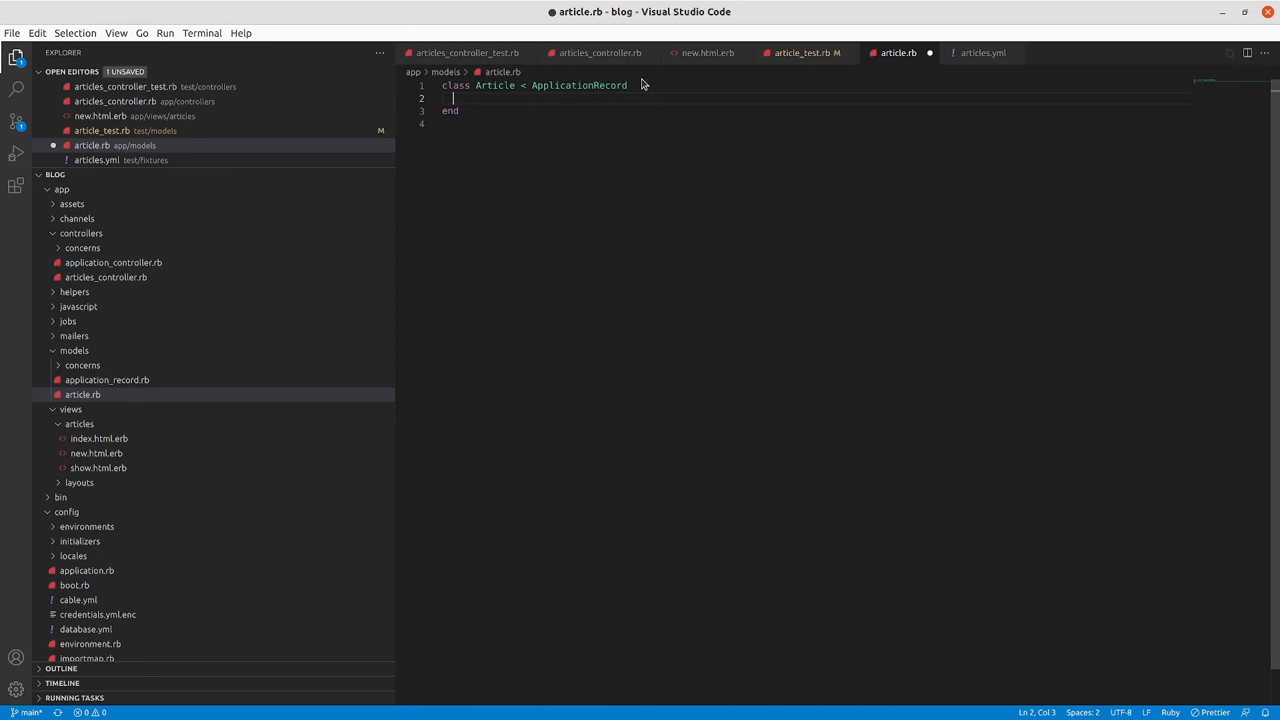 article.rb - blog - Visual Studio Code
File Edit Selection View Go Run Terminal Help
EXPLORER
OPEN EDITORS 1 UNSAVED
articles_controller_test.rb test/controllers
articles_controller.rb app/controllers
new.html.erb app/views/articles
article_test.rb test/models M
article.rb app/models
! articles.yml test/fixtures
BLOG
app
assets
channels
controllers
concerns
application_controller.rb
articles_controller.rb
helpers
javascript
jobs
mailers
models
concerns
application_record.rb
article.rb
views
articles
index.html.erb
new.html.erb
show.html.erb
layouts
bin
config
environments
initializers
locales
application.rb
boot.rb
! cable.yml
credentials.yml.enc
! database.yml
environment.rb
importmap.rb
OUTLINE
TIMELINE
RUNNING TASKS
articles_controller_test.rb articles_controller.rb new.html.erb article_test.rb M article.rb ! articles.yml
app > models > article.rb
1 class Article < ApplicationRecord
2
3 end
4
main* 0 0 Ln 2, Col 3 Spaces: 2 UTF-8 LF Ruby Prettier